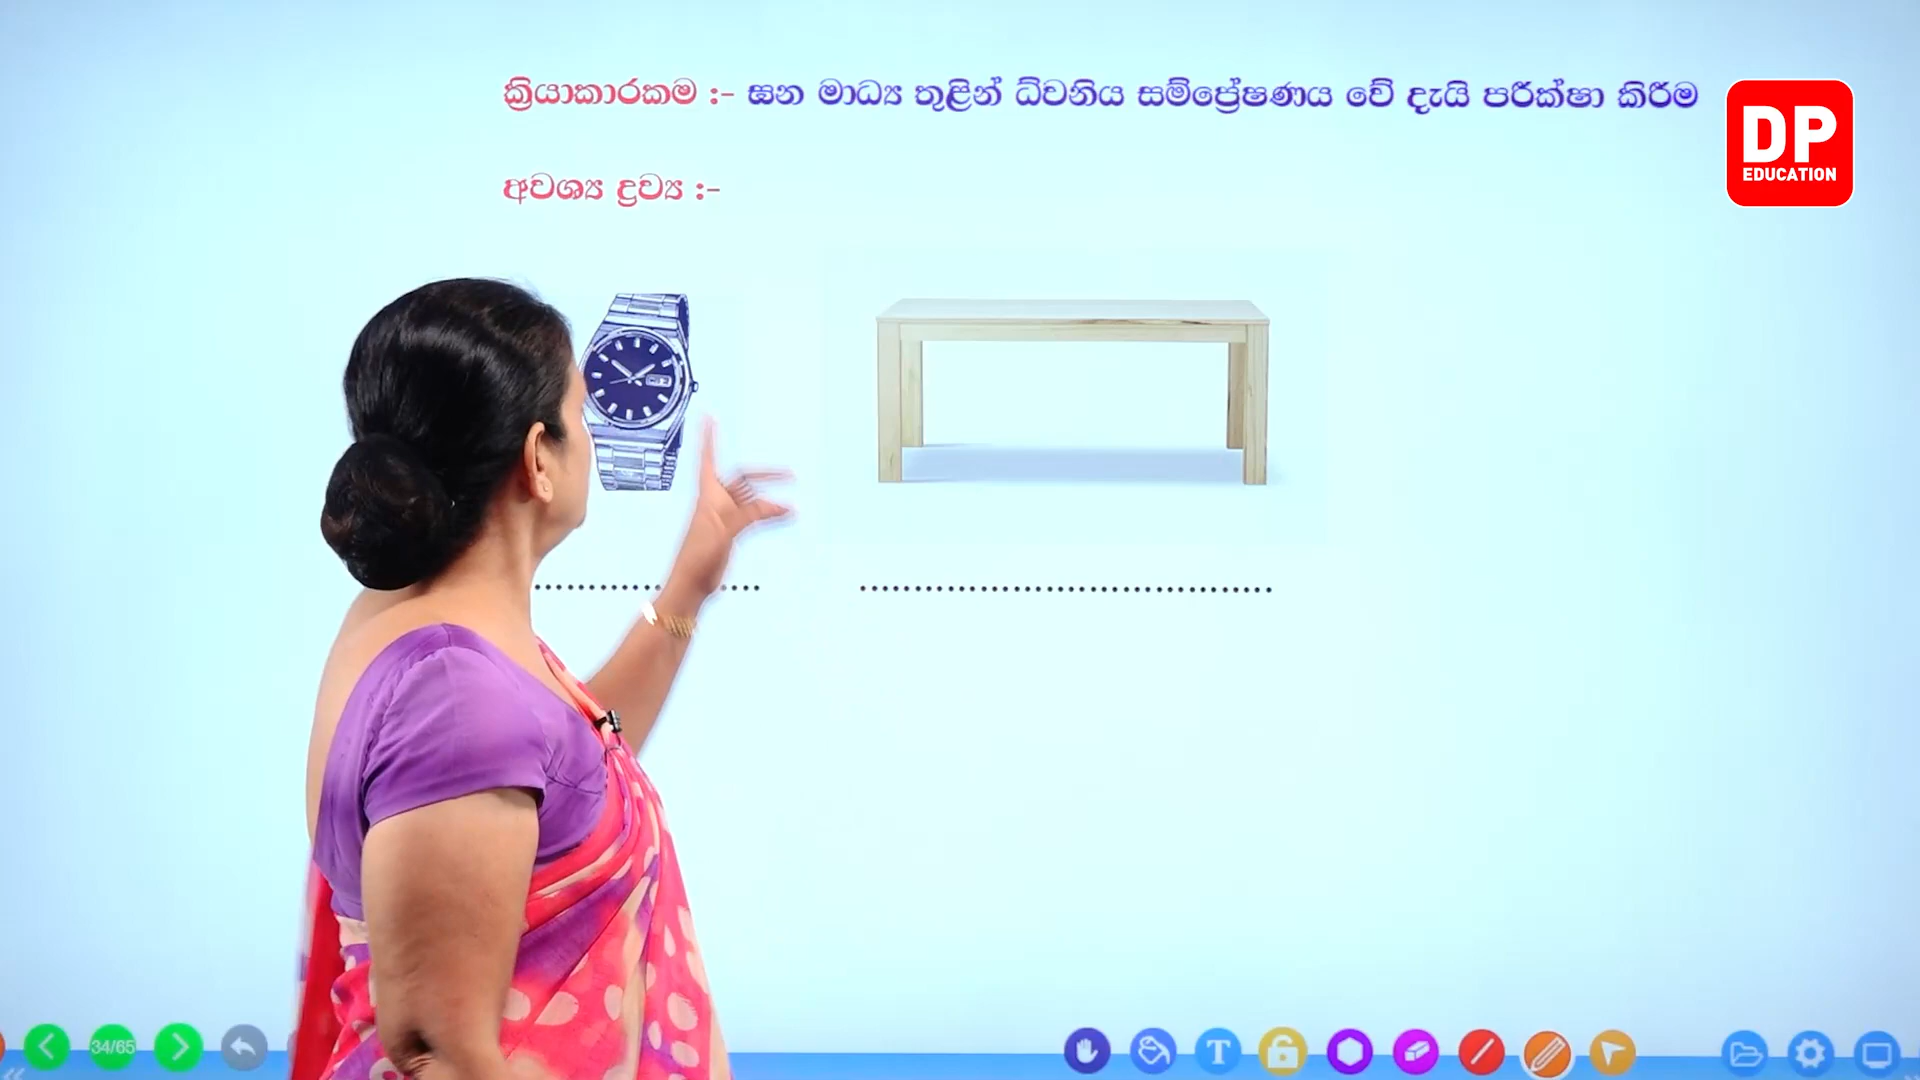 ක්‍රියාකාරකම :- ඝන මාධ්‍ය තුළින් ධ්වනිය සම්ප්‍රේෂණය වේ දැයි පරීක්ෂා කිරීම
DP
EDUCATION
අවශ්‍ය ද්‍රව්‍ය :-
34/65
T